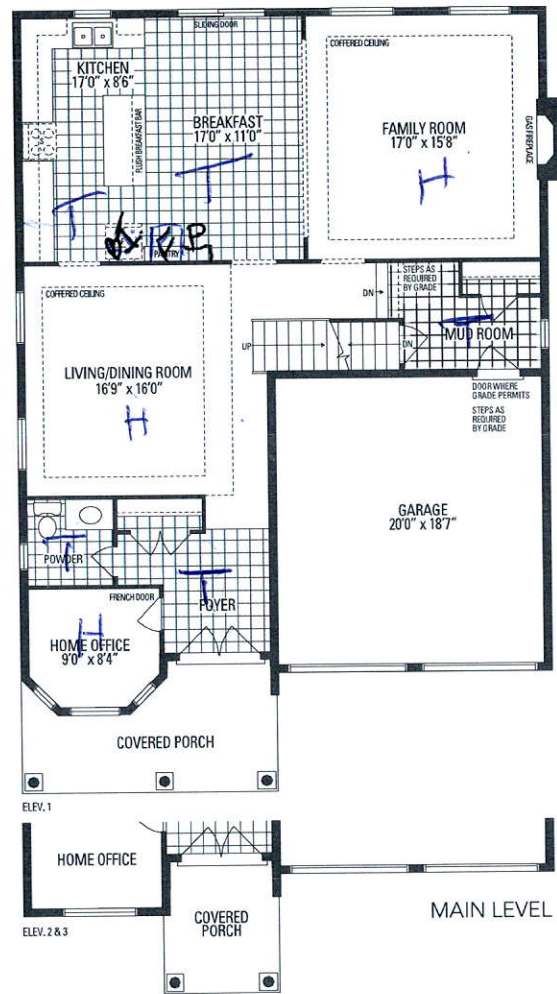 SLIDING DOOR
KITCHEN
17'0" x 8'6"
FLUSH BREAKFAST BAR
BREAKFAST
17'0" x 11'0"
T
T
COFFERED CEILING
FAMILY ROOM
17'0" x 15'8"
H
GAS FIREPLACE
P
PANTRY
COFFERED CEILING
LIVING/DINING ROOM
16'9" x 16'0"
H
UP
DN
DN
STEPS AS
REQUIRED
BY GRADE
T
MUD ROOM
DOOR WHERE
GRADE PERMITS
STEPS AS
REQUIRED
BY GRADE
GARAGE
20'0" x 18'7"
T
POWDER
T
FOYER
FRENCH DOOR
H
HOME OFFICE
9'0" x 8'4"
COVERED PORCH
ELEV. 1
HOME OFFICE
COVERED
PORCH
ELEV. 2 & 3
MAIN LEVEL